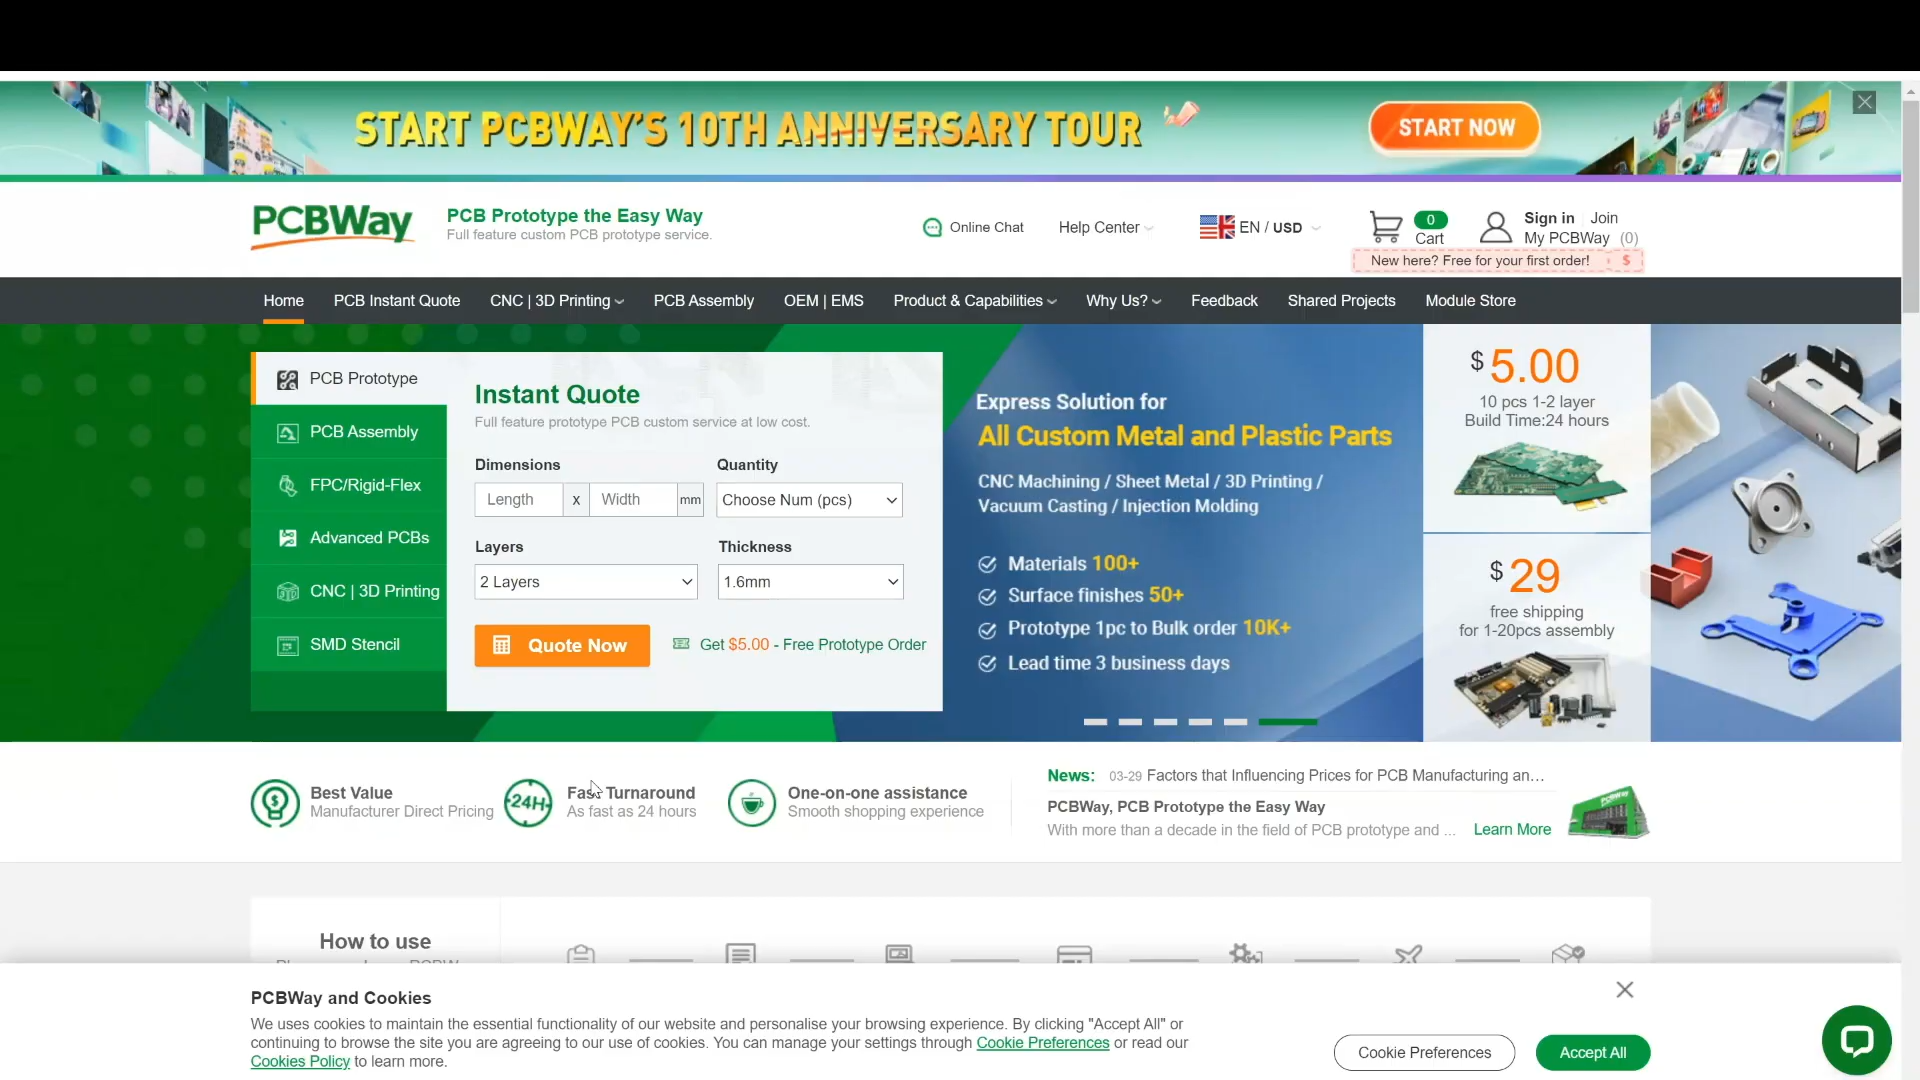 START PCBWAY'S 10TH ANNIVERSARY TOUR
START NOW
PCBWay
PCB Prototype the Easy Way
Full feature custom PCB prototype service.
Online Chat
Help Center
EN / USD
0
Cart
Sign in Join
My PCBWay (0)
New here? Free for your first order! $
Home PCB Instant Quote CNC | 3D Printing PCB Assembly OEM | EMS Product & Capabilities Why Us? Feedback Shared Projects Module Store
PCB Prototype
PCB Assembly
FPC/Rigid-Flex
Advanced PCBs
CNC | 3D Printing
SMD Stencil
Instant Quote
Full feature prototype PCB custom service at low cost.
Dimensions Quantity
Length x Width mm Choose Num (pcs)
Layers Thickness
2 Layers 1.6mm
Quote Now Get $5.00 - Free Prototype Order
Express Solution for
All Custom Metal and Plastic Parts
CNC Machining / Sheet Metal / 3D Printing /
Vacuum Casting / Injection Molding
Materials 100+
Surface finishes 50+
Prototype 1pc to Bulk order 10K+
Lead time 3 business days
$ 5.00
10 pcs 1-2 layer
Build Time:24 hours
$ 29
free shipping
for 1-20pcs assembly
Best Value
Manufacturer Direct Pricing
24H
Fast Turnaround
As fast as 24 hours
One-on-one assistance
Smooth shopping experience
News: 03-29 Factors that Influencing Prices for PCB Manufacturing an...
PCBWay, PCB Prototype the Easy Way
With more than a decade in the field of PCB prototype and ... Learn More
How to use
PCBWay and Cookies
We uses cookies to maintain the essential functionality of our website and personalise your browsing experience. By clicking "Accept All" or
continuing to browse the site you are agreeing to our use of cookies. You can manage your settings through Cookie Preferences or read our
Cookies Policy to learn more.
Cookie Preferences
Accept All